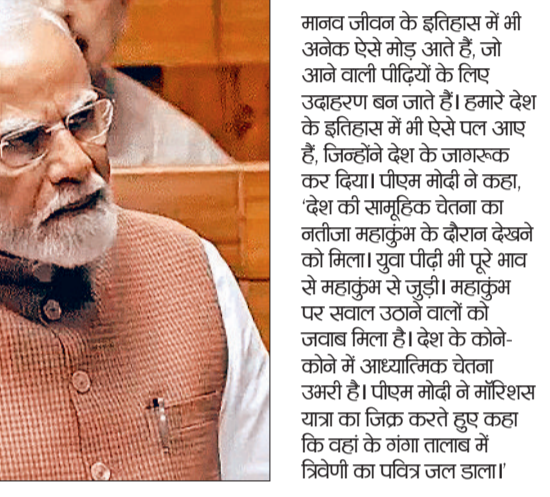 मानव जीवन के इतिहास में भी
अनेक ऐसे मोड़ आते हैं, जो
आने वाली पीढ़ियों के लिए
उदाहरण बन जाते हैं। हमारे देश
के इतिहास में भी ऐसे पल आए
हैं, जिन्होंने देश के जागरूक
कर दिया। पीएम मोदी ने कहा,
‘देश की सामूहिक चेतना का
नतीजा महाकुंभ के दौरान देखने
को मिला। युवा पीढ़ी भी पूरे भाव
से महाकुंभ से जुड़ी। महाकुंभ
पर सवाल उठाने वालों को
जवाब मिला है। देश के कोने-
कोने में आध्यात्मिक चेतना
उभरी है। पीएम मोदी ने मॉरिशस
यात्रा का जिक्र करते हुए कहा
कि वहां के गंगा तालाब में
त्रिवेणी का पवित्र जल डाला।’